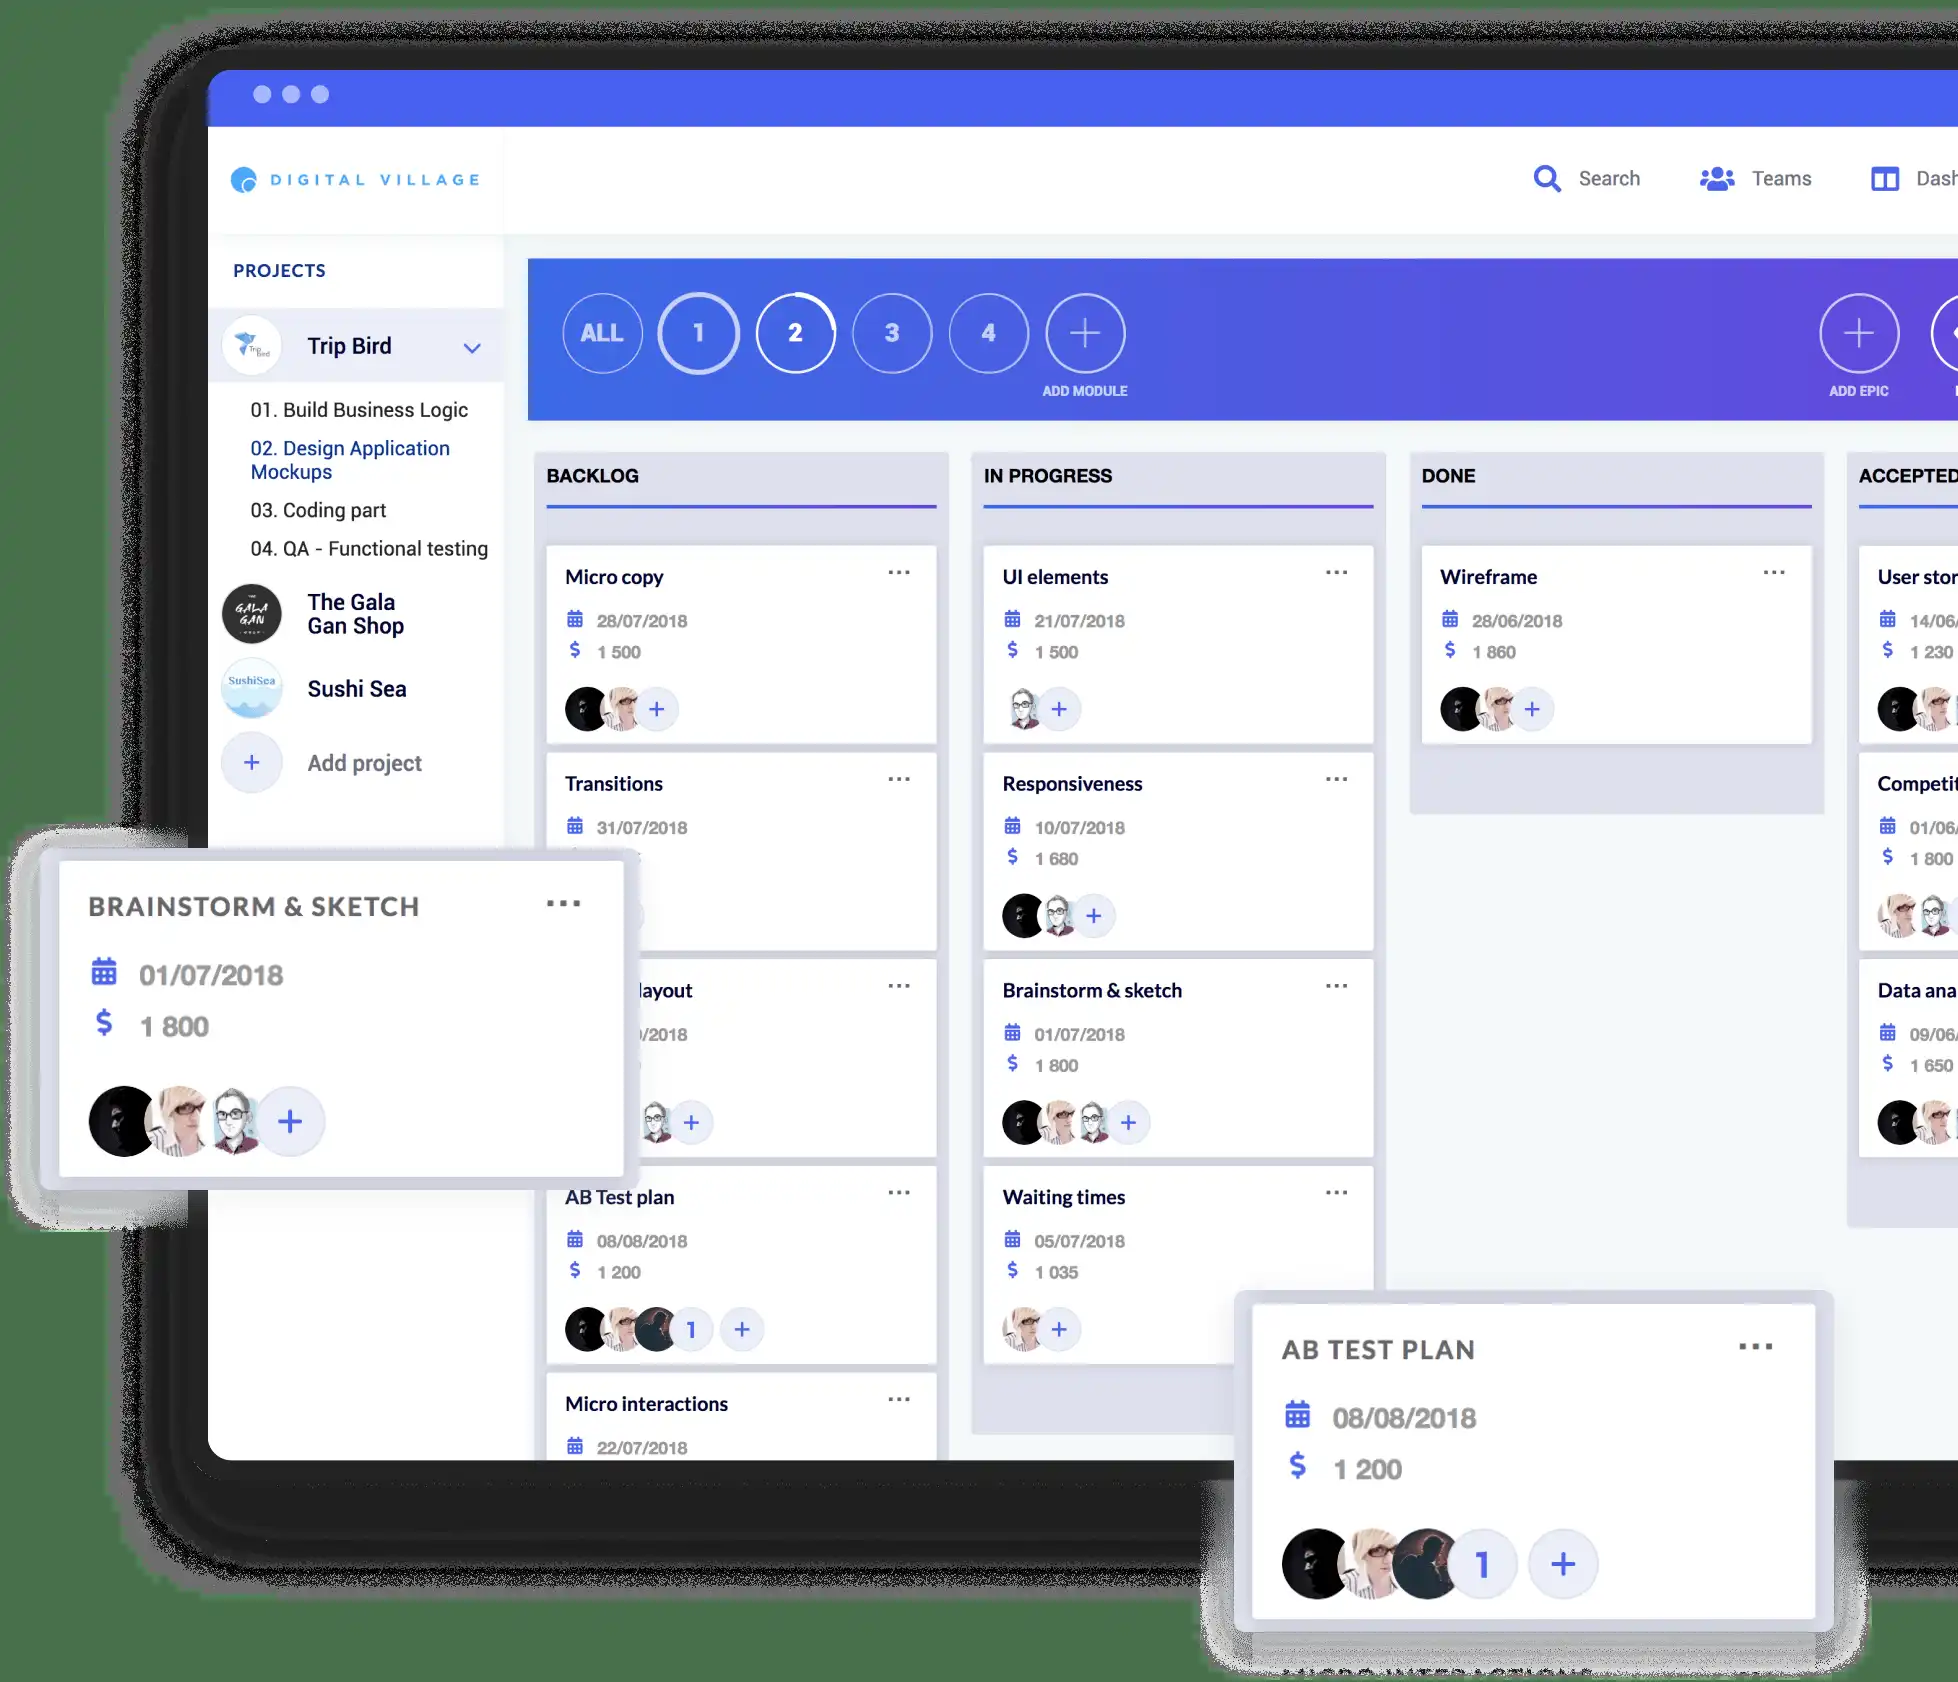 DIGITAL VILLAGE
Search
Teams
PROJECTS
Trip Bird
Trip
Bird
01. Build Business Logic
02. Design Application
Mockups
03. Coding part
04. QA - Functional testing
GALA
GAN
The Gala
Gan Shop
SushiSea
Sushi Sea
+
Add project
ALL
1
2
3
4
+
ADD MODULE
+
ADD EPIC
BACKLOG
Micro copy
...
28/07/2018
$ 1 500
+
Transitions
...
31/07/2018
layout
...
/2018
+
AB Test plan
...
08/08/2018
$ 1 200
1 +
Micro interactions
...
22/07/2018
IN PROGRESS
UI elements
...
21/07/2018
$ 1 500
+
Responsiveness
...
10/07/2018
$ 1 680
+
Brainstorm & sketch
...
01/07/2018
$ 1 800
+
Waiting times
...
05/07/2018
$ 1 035
+
DONE
Wireframe
...
28/06/2018
$ 1 860
+
ACCEPTED
User
14/06/
$ 1 230
01/06/
$ 1 800
Data
09/06/
$ 1 650
BRAINSTORM & SKETCH
...
01/07/2018
$ 1 800
+
AB TEST PLAN
...
08/08/2018
$ 1 200
1 +